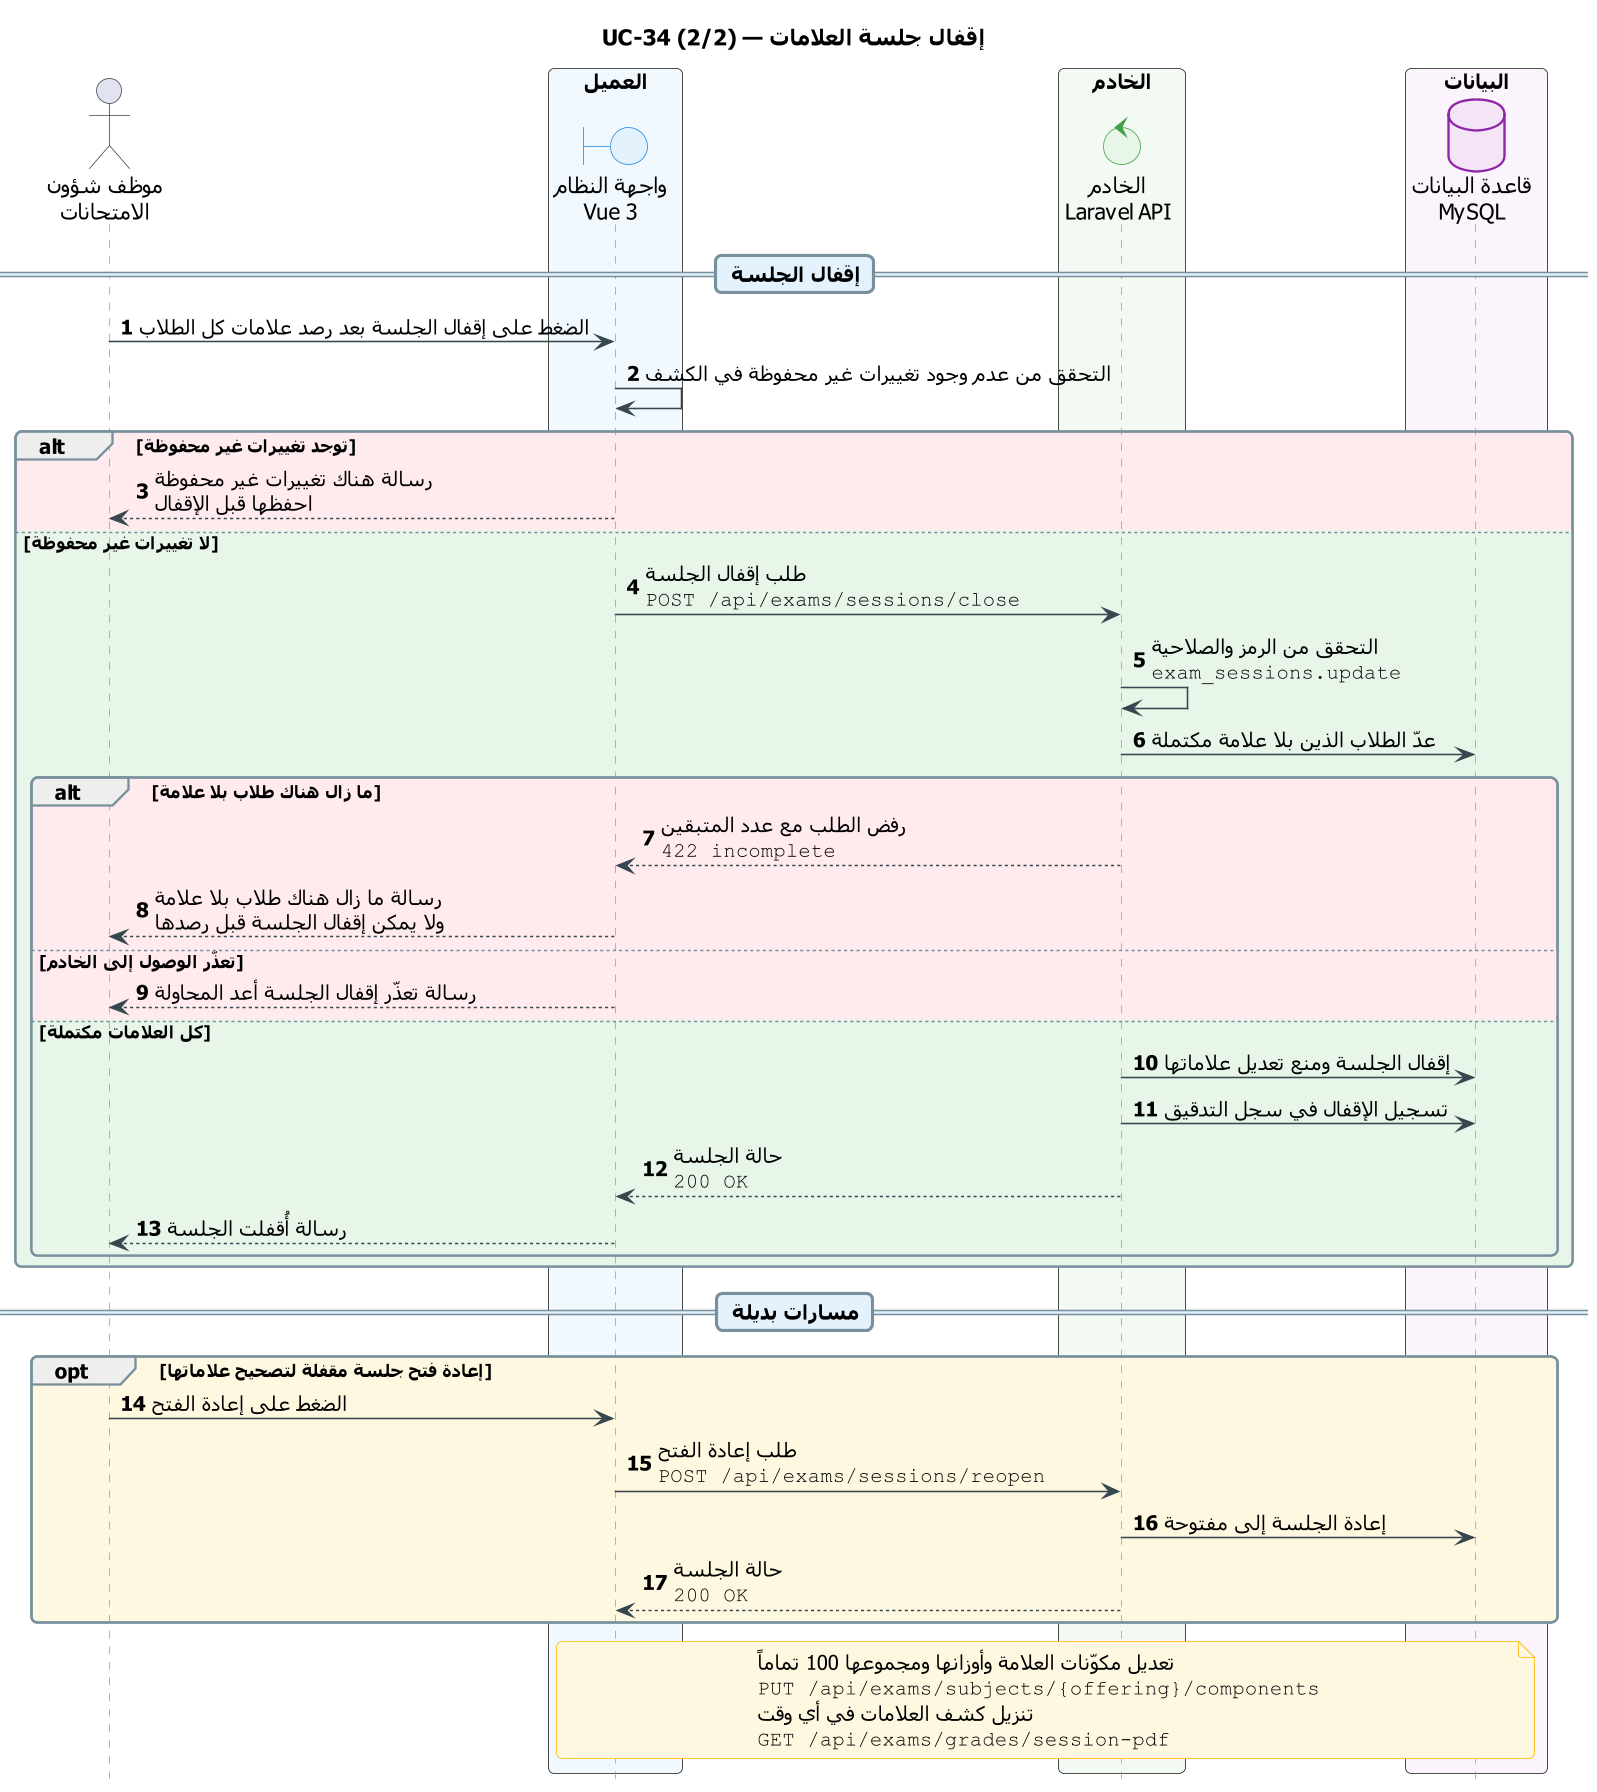 UC-34 (2/2) — إقفال جلسة العلامات
العميل
الخادم
البيانات
موظف شؤون
الامتحانات
واجهة النظام
Vue 3
الخادم
Laravel API
قاعدة البيانات
MySQL
إقفال الجلسة
1 الضغط على إقفال الجلسة بعد رصد علامات كل الطلاب
2 التحقق من عدم وجود تغييرات غير محفوظة في الكشف
alt [توجد تغييرات غير محفوظة]
3 رسالة هناك تغييرات غير محفوظة
احفظها قبل الإقفال
[لا تغييرات غير محفوظة]
4 طلب إقفال الجلسة
POST /api/exams/sessions/close
5 التحقق من الرمز والصلاحية
exam_sessions.update
6 عدّ الطلاب الذين بلا علامة مكتملة
alt [ما زال هناك طلاب بلا علامة]
7 رفض الطلب مع عدد المتبقين
422 incomplete
8 رسالة ما زال هناك طلاب بلا علامة
ولا يمكن إقفال الجلسة قبل رصدها
[تعذّر الوصول إلى الخادم]
9 رسالة تعذّر إقفال الجلسة أعد المحاولة
[كل العلامات مكتملة]
10 إقفال الجلسة ومنع تعديل علاماتها
11 تسجيل الإقفال في سجل التدقيق
12 حالة الجلسة
200 OK
13 رسالة أُقفلت الجلسة
مسارات بديلة
opt [إعادة فتح جلسة مقفلة لتصحيح علاماتها]
14 الضغط على إعادة الفتح
15 طلب إعادة الفتح
POST /api/exams/sessions/reopen
16 إعادة الجلسة إلى مفتوحة
17 حالة الجلسة
200 OK
تعديل مكوّنات العلامة وأوزانها ومجموعها 100 تماماً
PUT /api/exams/subjects/{offering}/components
تنزيل كشف العلامات في أي وقت
GET /api/exams/grades/session-pdf